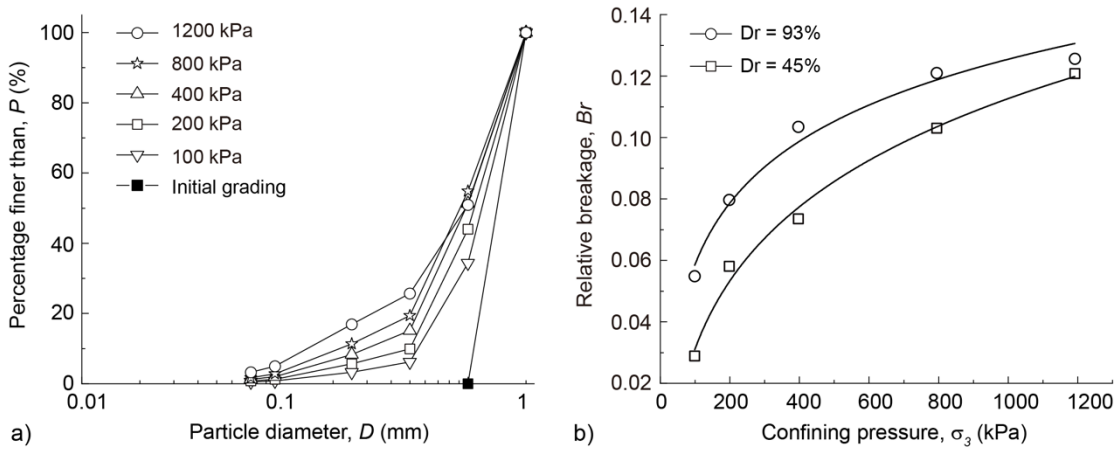 100
80
60
40
20
0
Percentage finer than, P (%)
1200 kPa
800 kPa
400 kPa
200 kPa
100 kPa
Initial grading
0.01
0.1
1
Particle diameter, D (mm)
a)
0.14
0.12
0.10
0.08
0.06
0.04
0.02
Relative breakage, Br
Dr = 93%
Dr = 45%
0
200
400
600
800
1000
1200
Confining pressure, σ₃ (kPa)
b)